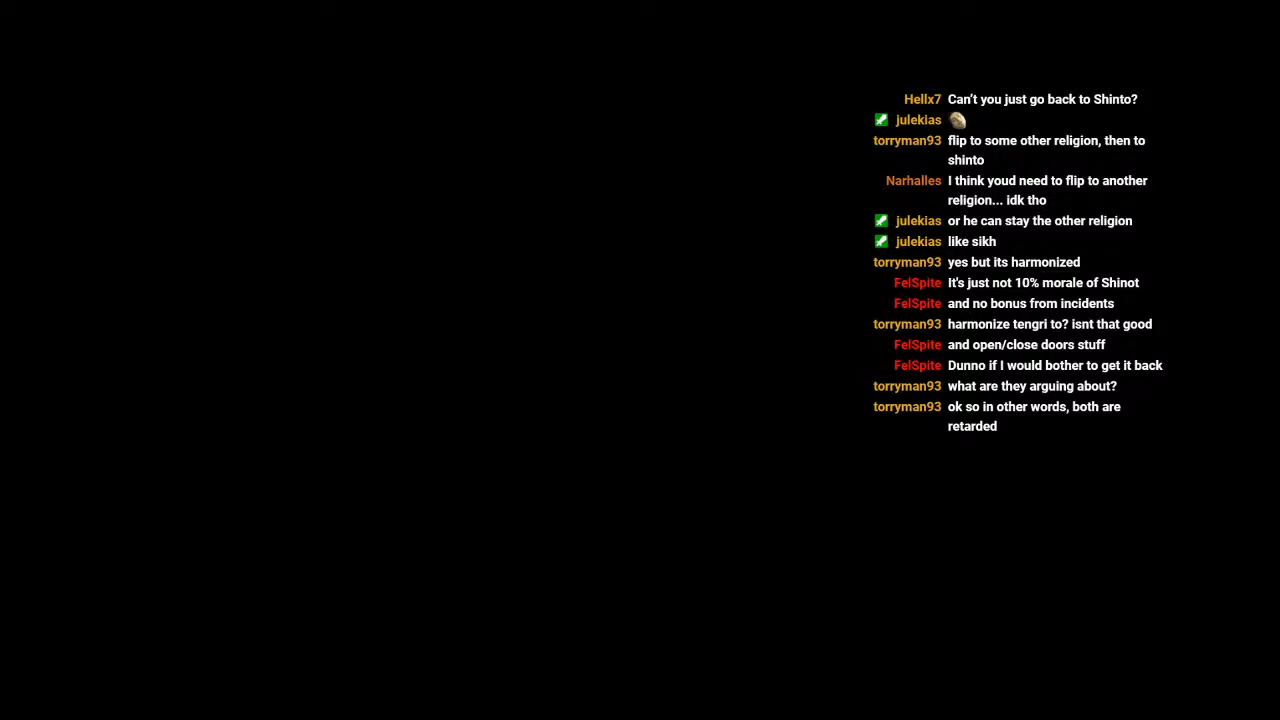 Hellx7 Can't you just go back to Shinto?
julekias
torryman93 flip to some other religion, then to
shinto
Narhalles I think youd need to flip to another
religion... idk tho
julekias or he can stay the other religion
julekias like sikh
torryman93 yes but its harmonized
FelSpite It's just not 10% morale of Shinot
FelSpite and no bonus from incidents
torryman93 harmonize tengri to? isnt that good
FelSpite and open/close doors stuff
FelSpite Dunno if I would bother to get it back
torryman93 what are they arguing about?
torryman93 ok so in other words, both are
retarded